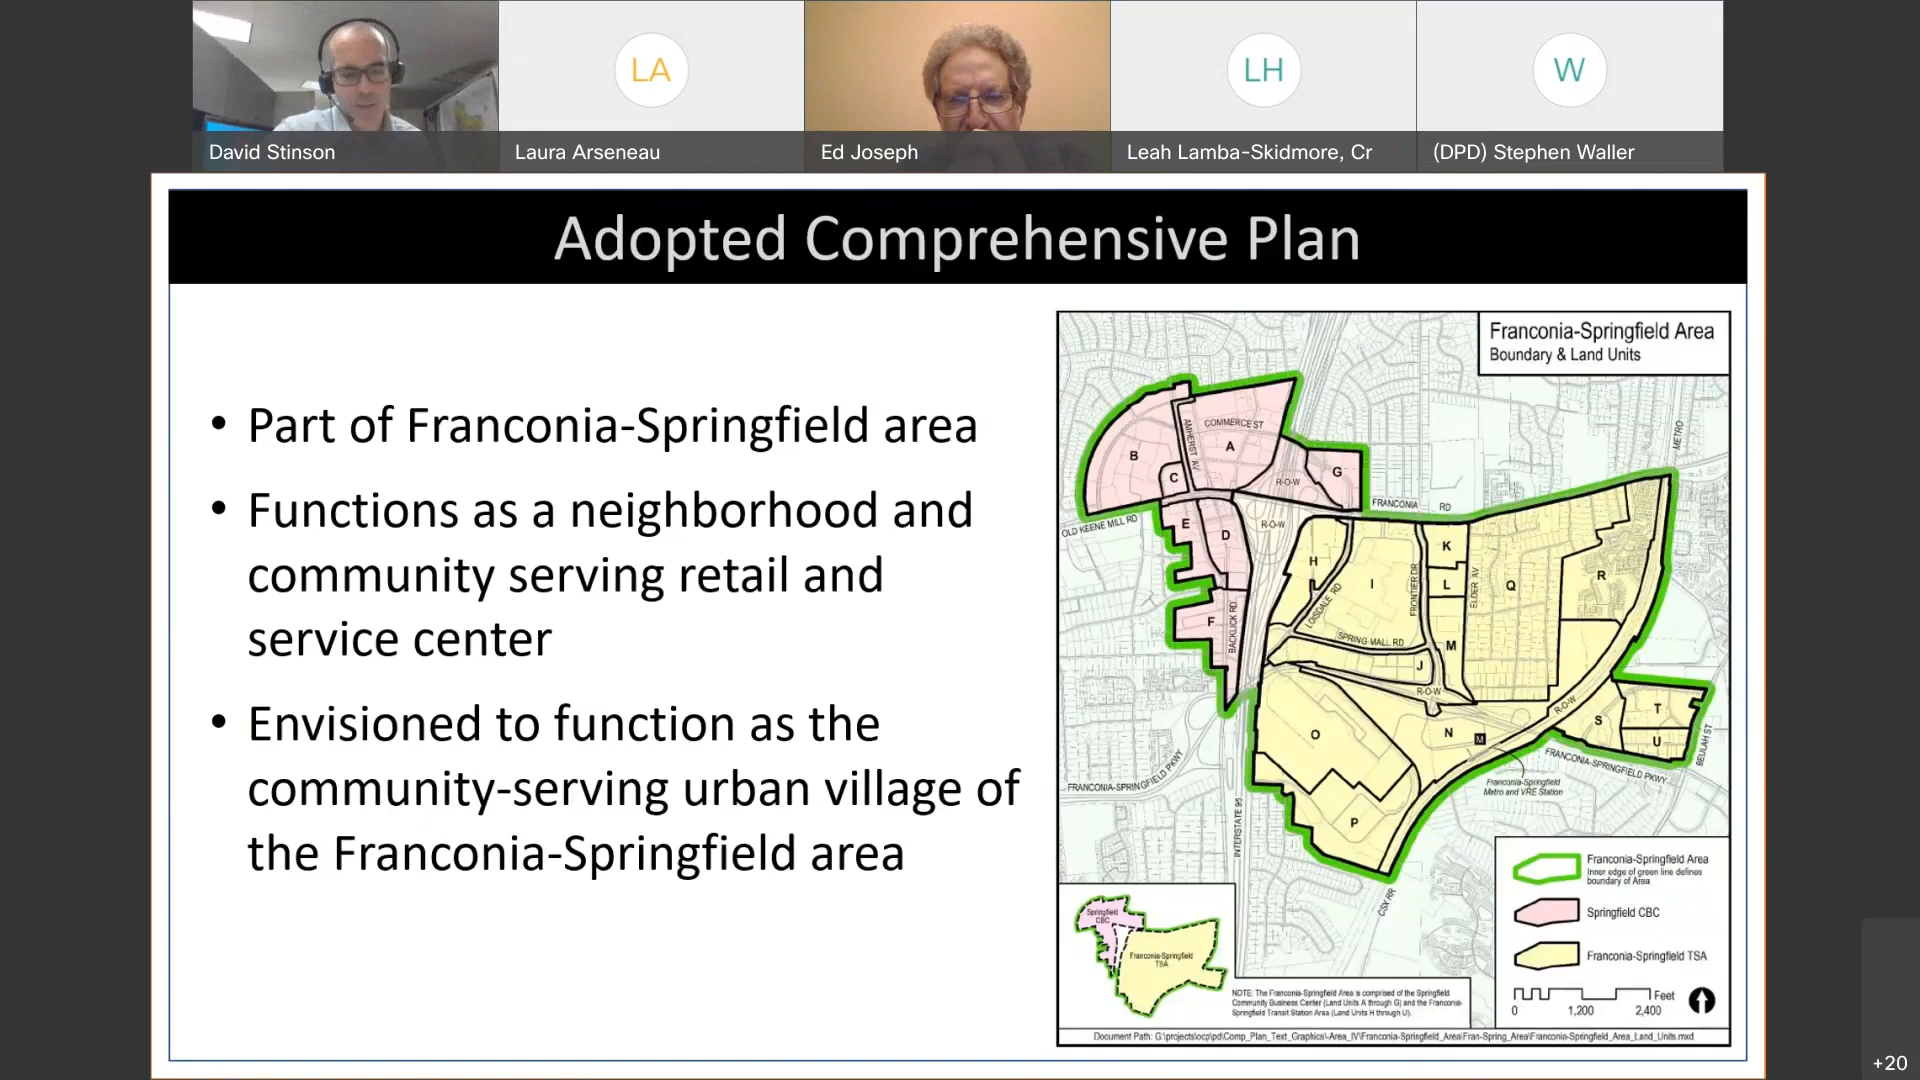 LA
LH
W
David Stinson
Laura Arseneau
Ed Joseph
Leah Lamba-Skidmore, Cr
(DPD) Stephen Waller
Adopted Comprehensive Plan
• Part of Franconia-Springfield area
• Functions as a neighborhood and
community serving retail and
service center
• Envisioned to function as the
community-serving urban village of
the Franconia-Springfield area
Franconia-Springfield Area
Boundary & Land Units
COMMERCE ST
AMHERST AV
METRO
A
B
C
G
R-O-W
FRANCONIA RD
OLD KEENE MILL RD
E
D
R-O-W
H
I
K
L
Q
R
LOISDALE RD
FRONTIER DR
ELDER AV
F
BACKLICK RD
SPRING MALL RD
M
J
R-O-W
R-O-W
O
N
M
S
T
U
BEULAH ST
FRANCONIA-SPRINGFIELD PKWY
FRANCONIA-SPRINGFIELD PKWY
Franconia-Springfield
Metro and VRE Station
INTERSTATE 95
P
CSX RR
Springfield
CBC
Franconia-Springfield
TSA
Franconia-Springfield Area
Inner edge of green line defines
boundary of Area
Springfield CBC
Franconia-Springfield TSA
Feet
0 1,200 2,400
NOTE: The Franconia-Springfield Area is comprised of the Springfield
Community Business Center (Land Units A through G) and the Franconia-
Springfield Transit Station Area (Land Units H through U).
Document Path: G:\projects\ocp\pd\Comp_Plan_Text_Graphics\-Area_IV\Franconia-Springfield_Area\Fran-Spring_Area\Franconia-Springfield_Area_Land_Units.mxd
+20